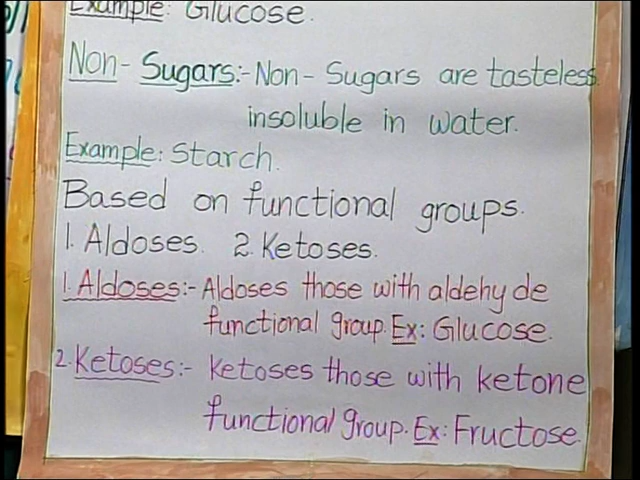 Example: Glucose.
Non- Sugars:- Non- Sugars are tasteless
insoluble in water.
Example: Starch.
Based on functional groups.
1. Aldoses. 2. Ketoses.
1. Aldoses:- Aldoses those with aldehyde
functional group. Ex: Glucose.
2. Ketoses:- Ketoses those with ketone
functional group. Ex: Fructose.